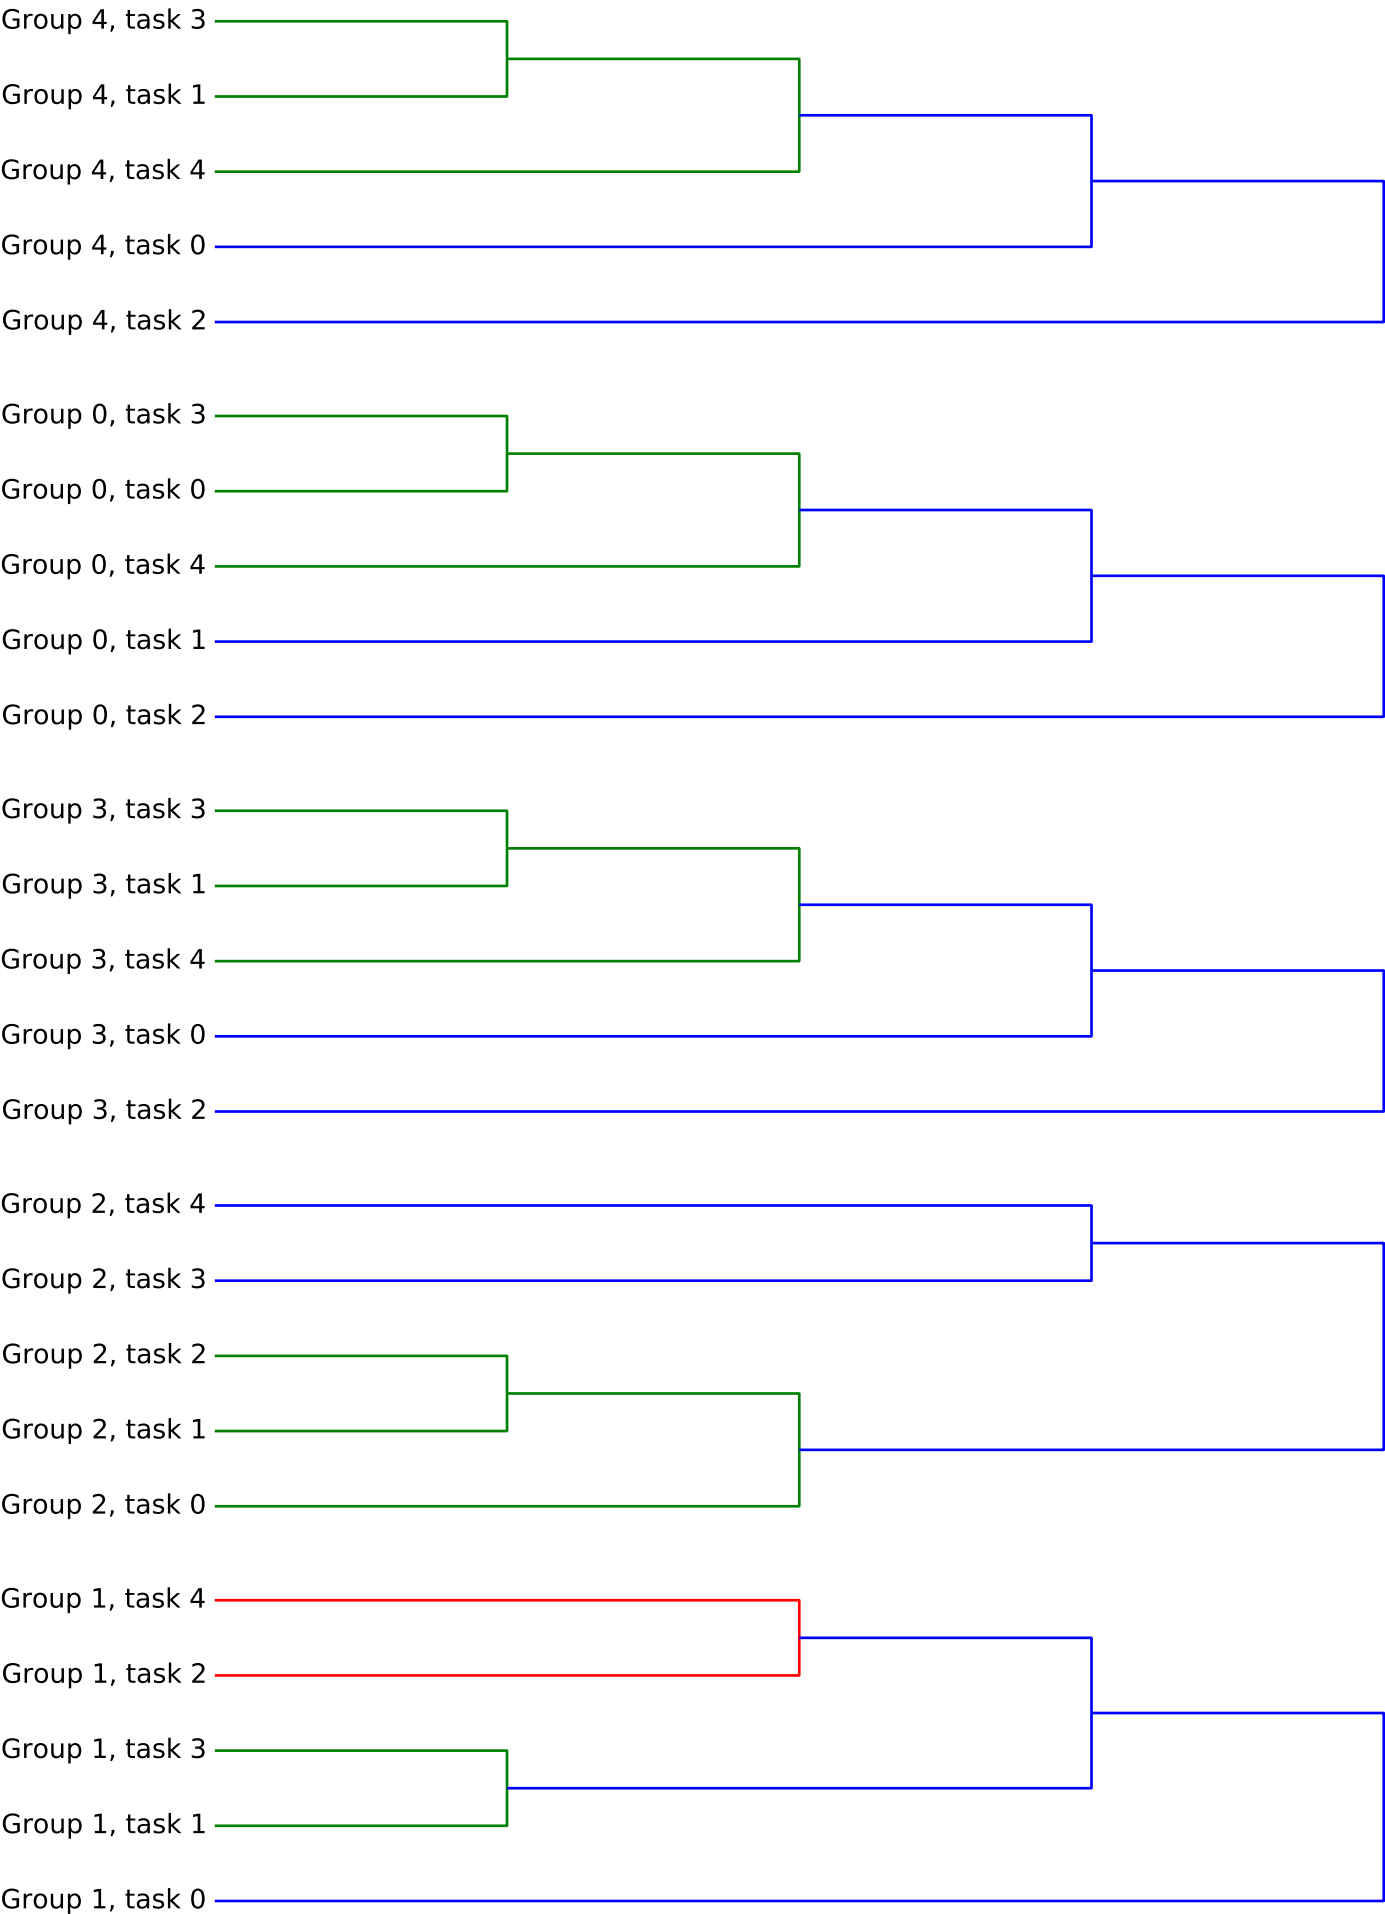 Group 4, task 3
Group 4, task 1
Group 4, task 4
Group 4, task 0
Group 4, task 2
Group 0, task 3
Group 0, task 0
Group 0, task 4
Group 0, task 1
Group 0, task 2
Group 3, task 3
Group 3, task 1
Group 3, task 4
Group 3, task 0
Group 3, task 2
Group 2, task 4
Group 2, task 3
Group 2, task 2
Group 2, task 1
Group 2, task 0
Group 1, task 4
Group 1, task 2
Group 1, task 3
Group 1, task 1
Group 1, task 0